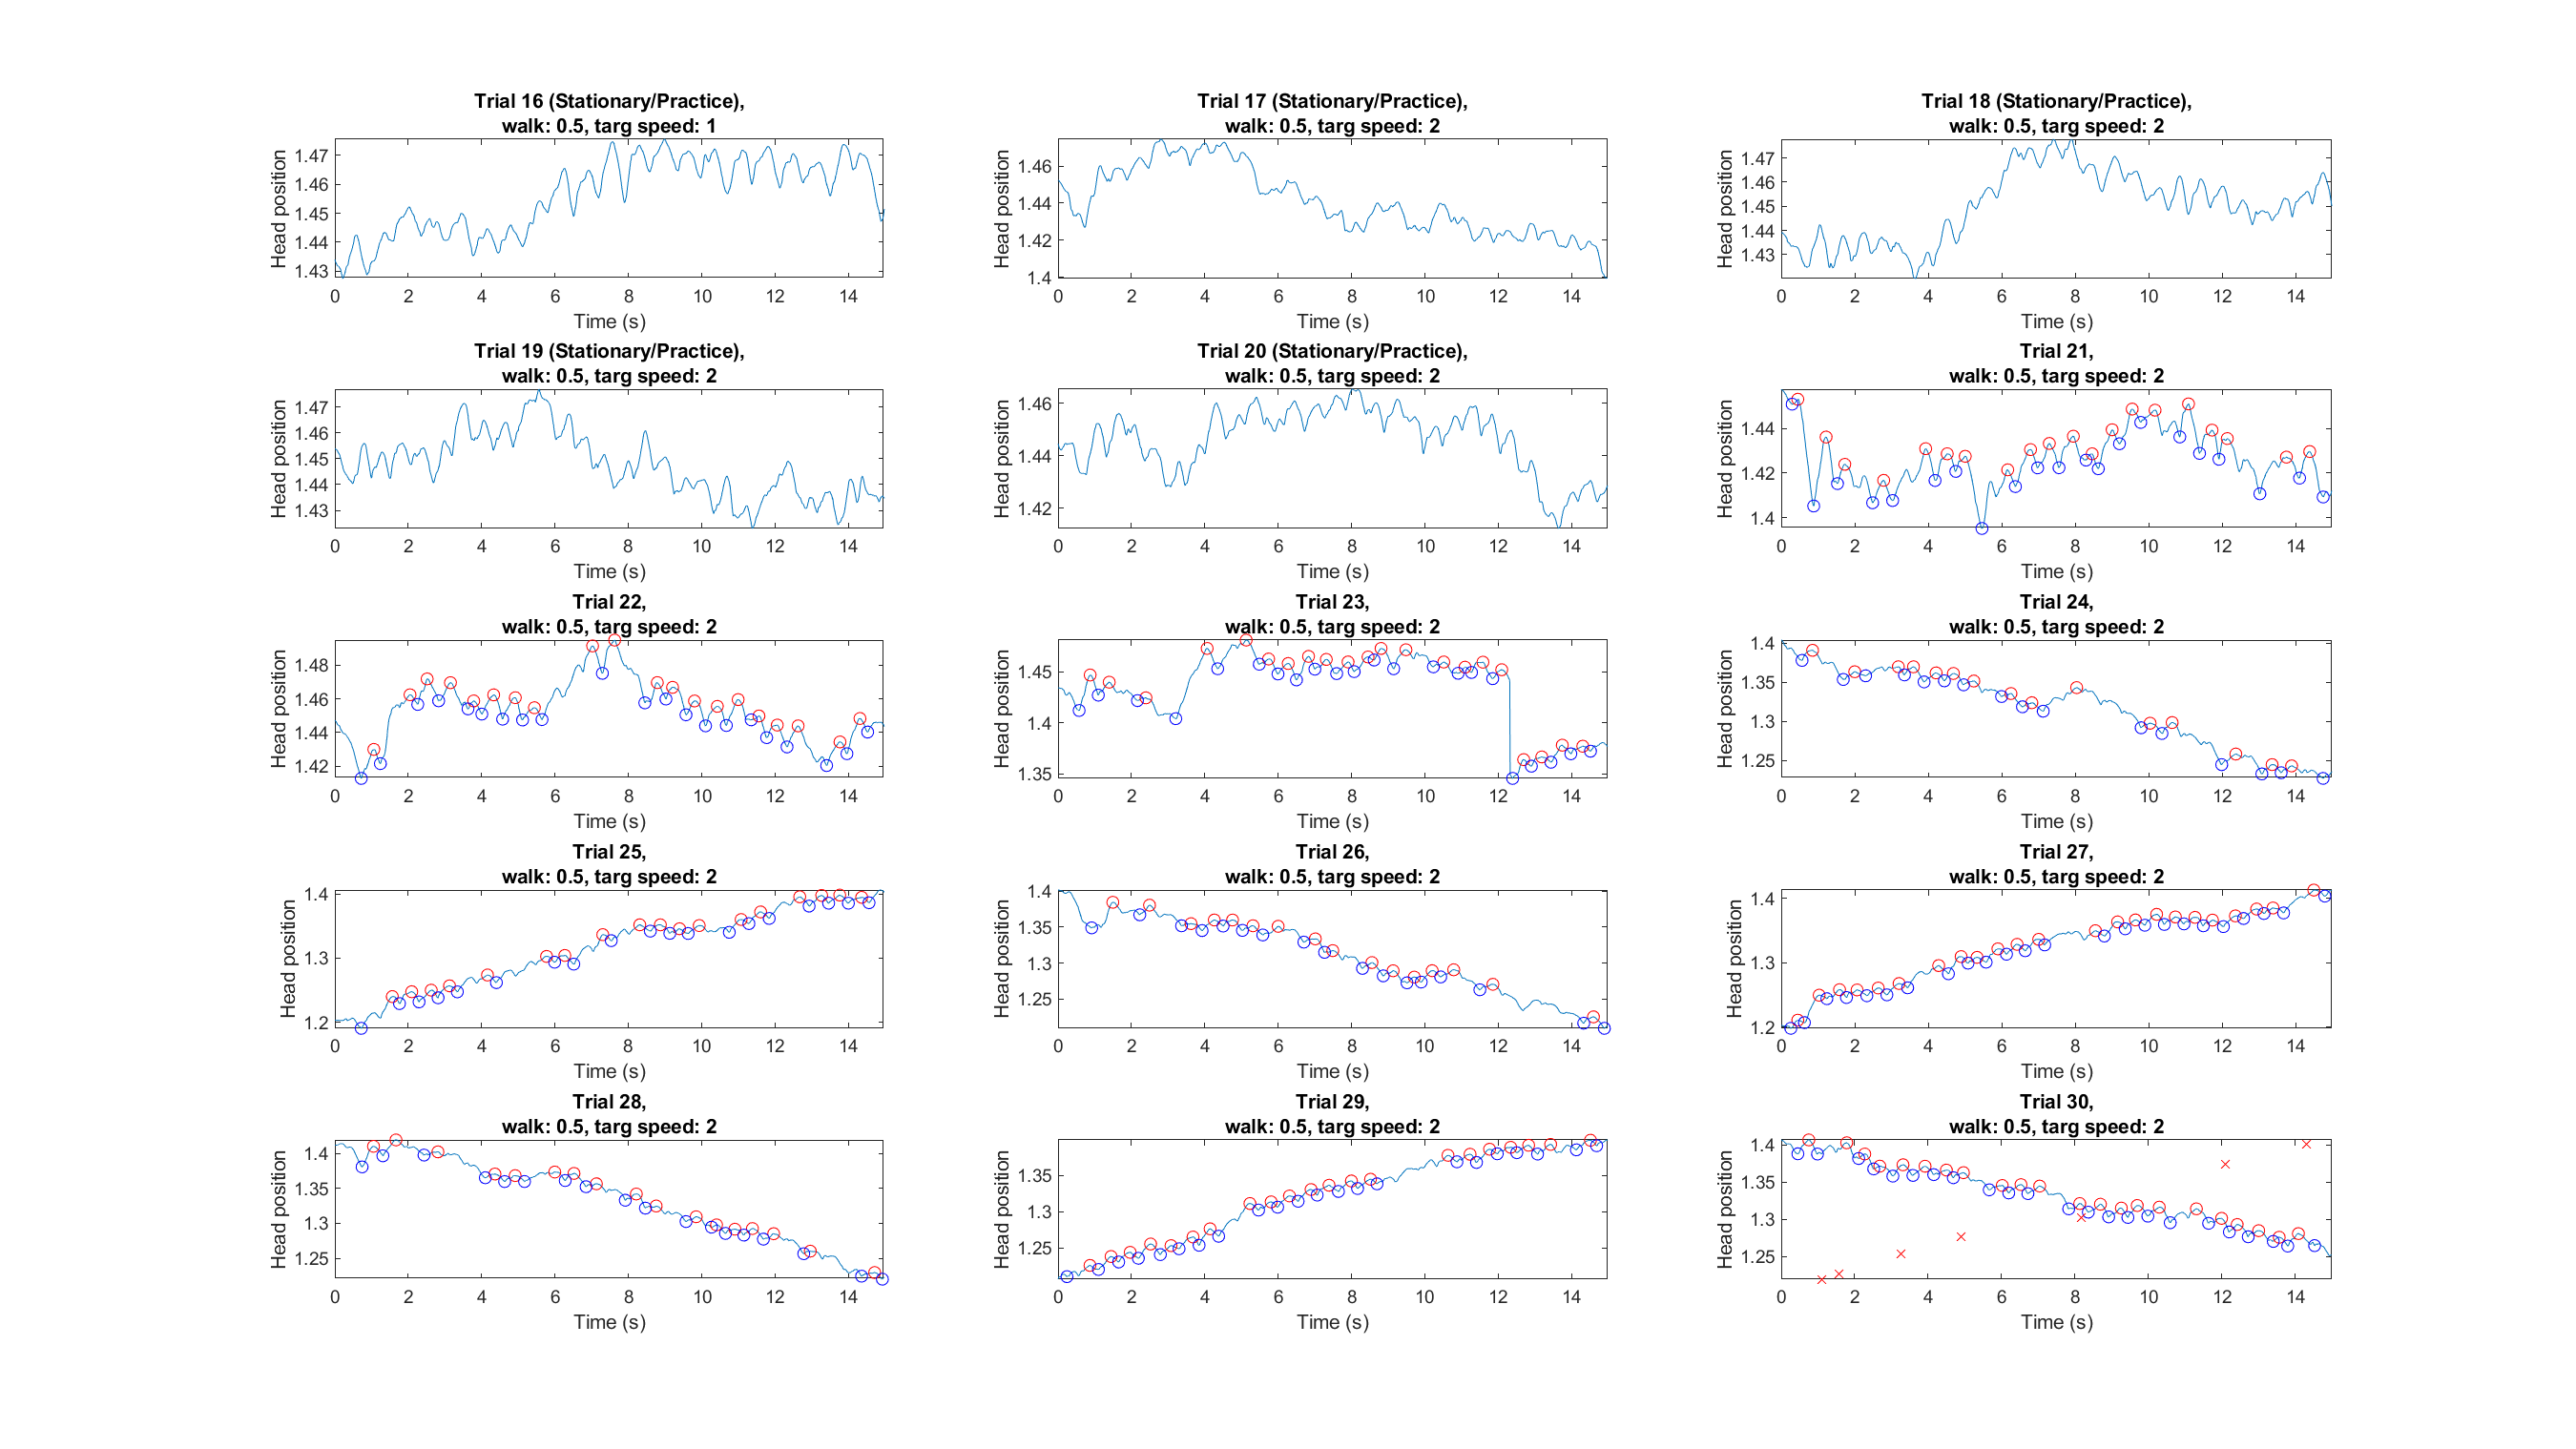 Trial 16 (Stationary/Practice),
walk: 0.5, targ speed: 1
Head position
1.47
1.46
1.45
1.44
1.43
0 2 4 6 8 10 12 14
Time (s)
Trial 17 (Stationary/Practice),
walk: 0.5, targ speed: 2
Head position
1.46
1.44
1.42
1.4
0 2 4 6 8 10 12 14
Time (s)
Trial 18 (Stationary/Practice),
walk: 0.5, targ speed: 2
Head position
1.47
1.46
1.45
1.44
1.43
0 2 4 6 8 10 12 14
Time (s)
Trial 19 (Stationary/Practice),
walk: 0.5, targ speed: 2
Head position
1.47
1.46
1.45
1.44
1.43
0 2 4 6 8 10 12 14
Time (s)
Trial 20 (Stationary/Practice),
walk: 0.5, targ speed: 2
Head position
1.46
1.44
1.42
0 2 4 6 8 10 12 14
Time (s)
Trial 21,
walk: 0.5, targ speed: 2
Head position
1.44
1.42
1.4
0 2 4 6 8 10 12 14
Time (s)
Trial 22,
walk: 0.5, targ speed: 2
Head position
1.48
1.46
1.44
1.42
0 2 4 6 8 10 12 14
Time (s)
Trial 23,
walk: 0.5, targ speed: 2
Head position
1.45
1.4
1.35
0 2 4 6 8 10 12 14
Time (s)
Trial 24,
walk: 0.5, targ speed: 2
Head position
1.4
1.35
1.3
1.25
0 2 4 6 8 10 12 14
Time (s)
Trial 25,
walk: 0.5, targ speed: 2
Head position
1.4
1.3
1.2
0 2 4 6 8 10 12 14
Time (s)
Trial 26,
walk: 0.5, targ speed: 2
Head position
1.4
1.35
1.3
1.25
0 2 4 6 8 10 12 14
Time (s)
Trial 27,
walk: 0.5, targ speed: 2
Head position
1.4
1.3
1.2
0 2 4 6 8 10 12 14
Time (s)
Trial 28,
walk: 0.5, targ speed: 2
Head position
1.4
1.35
1.3
1.25
0 2 4 6 8 10 12 14
Time (s)
Trial 29,
walk: 0.5, targ speed: 2
Head position
1.35
1.3
1.25
0 2 4 6 8 10 12 14
Time (s)
Trial 30,
walk: 0.5, targ speed: 2
Head position
1.4
1.35
1.3
1.25
0 2 4 6 8 10 12 14
Time (s)